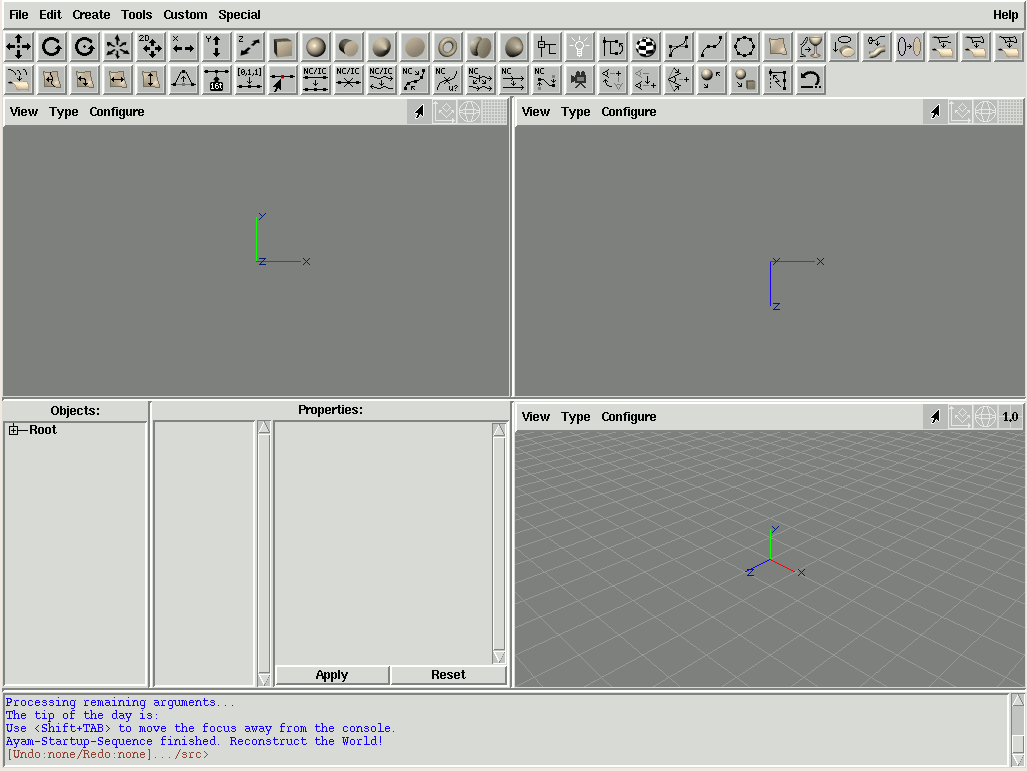 File Edit Create Tools Custom Special Help
2D X Y Z
16t [0,1,1] NC/IC NC/IC NC/IC NC NC u? NC NC NC
View Type Configure
View Type Configure
Y
Z X
Y X
Z
Objects:
Root
Properties:
Apply Reset
View Type Configure 1.0
Y
Z X
Processing remaining arguments...
The tip of the day is:
Use <Shift+TAB> to move the focus away from the console.
Ayam-Startup-Sequence finished. Reconstruct the World!
[Undo:none/Redo:none].../src>